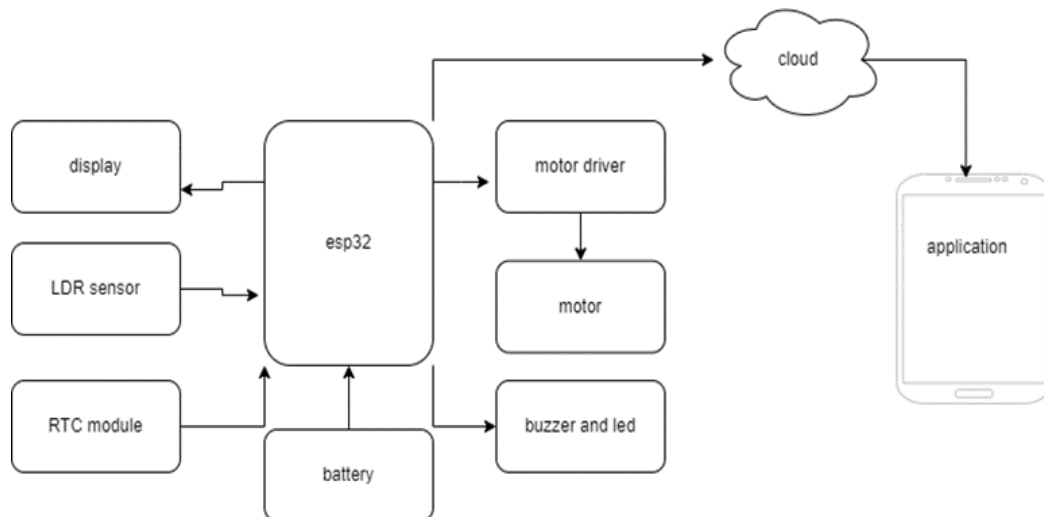 cloud
display
motor driver
esp32
application
LDR sensor
motor
RTC module
buzzer and led
battery